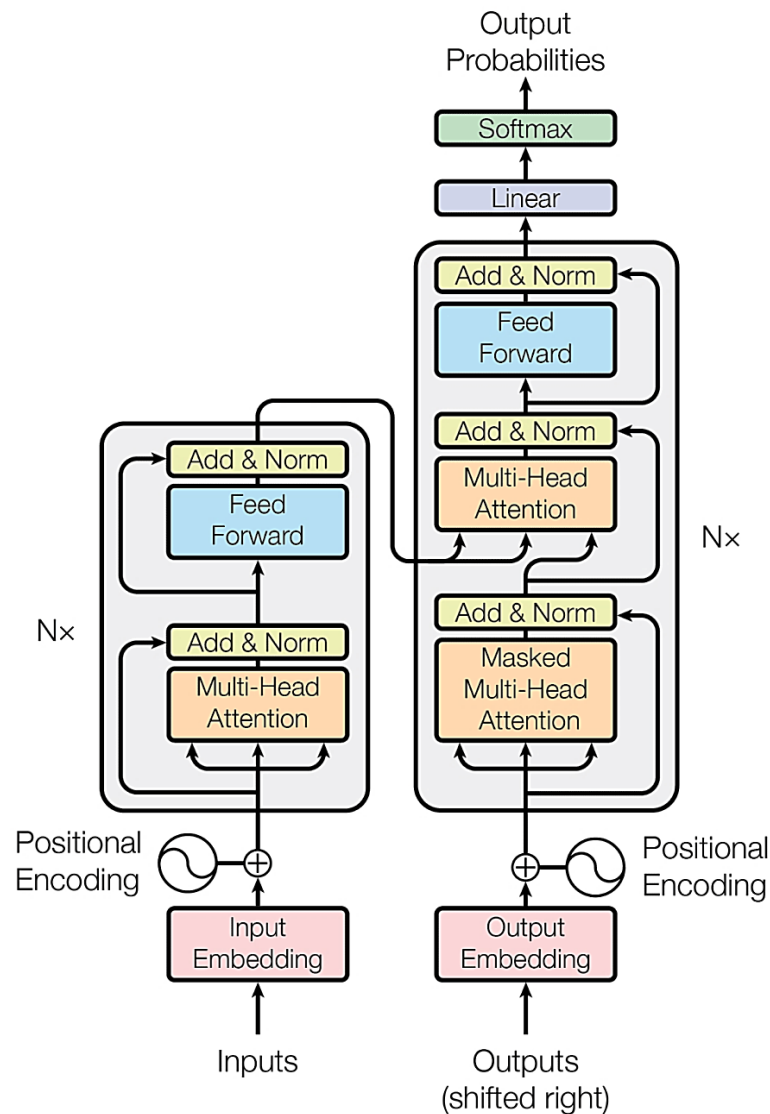 Output
Probabilities
Softmax
Linear
Add & Norm
Feed
Forward
Add & Norm
Multi-Head
Attention
Nx
Add & Norm
Masked
Multi-Head
Attention
Add & Norm
Feed
Forward
Nx
Add & Norm
Multi-Head
Attention
Positional
Encoding
Positional
Encoding
Input
Embedding
Output
Embedding
Inputs
Outputs
(shifted right)